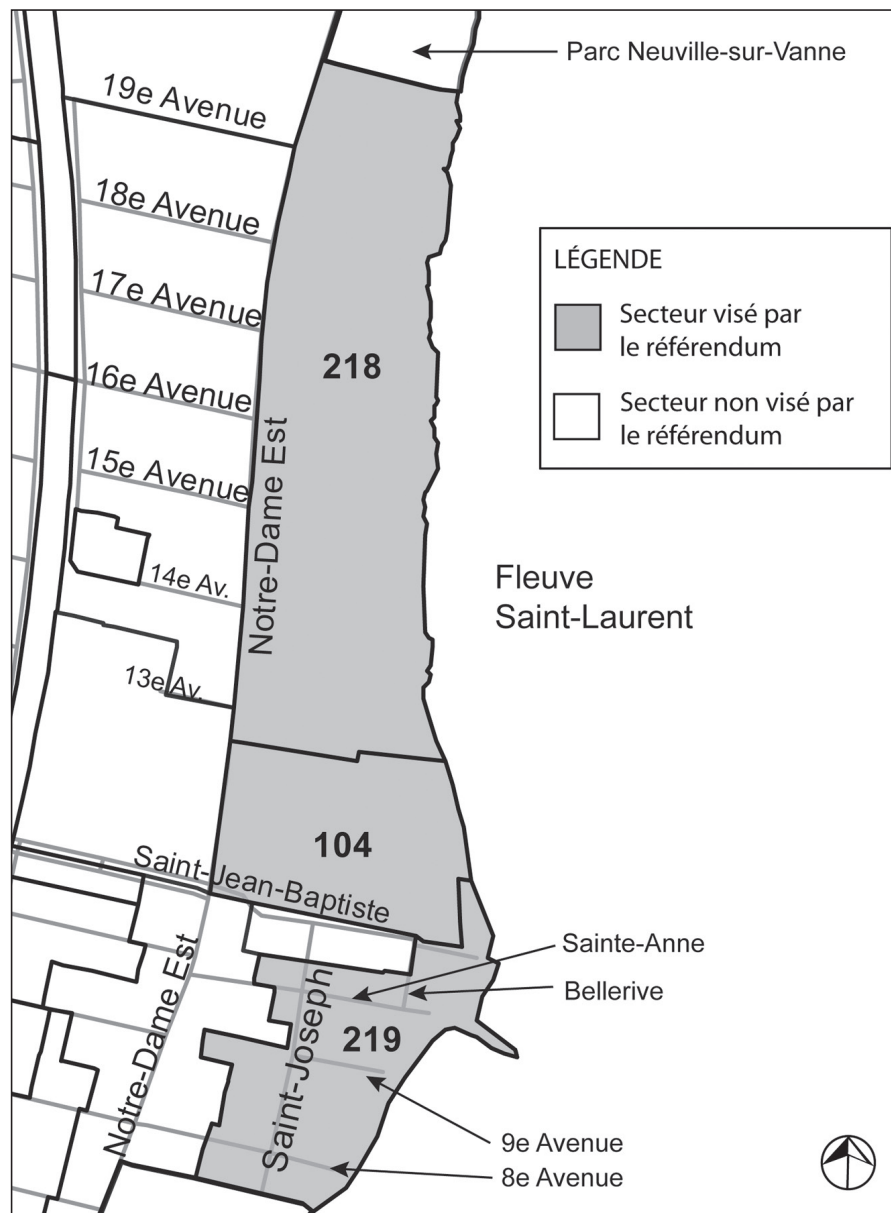 Parc Neuville-sur-Vanne
19e Avenue
18e Avenue
17e Avenue
16e Avenue
15e Avenue
14e Av.
13e Av.
Notre-Dame Est
218
LÉGENDE
Secteur visé par
le référendum
Secteur non visé par
le référendum
Fleuve
Saint-Laurent
104
Saint-Jean-Baptiste
Notre-Dame Est
Saint-Joseph
219
Sainte-Anne
Bellerive
9e Avenue
8e Avenue